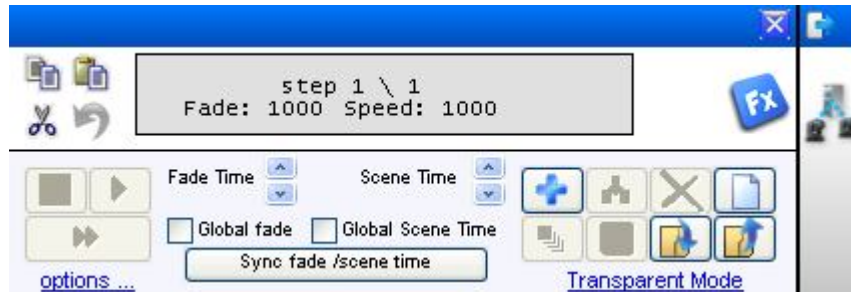 step 1 \ 1
Fade: 1000 Speed: 1000
FX
Fade Time
Scene Time
Global fade
Global Scene Time
Sync fade /scene time
options ...
Transparent Mode